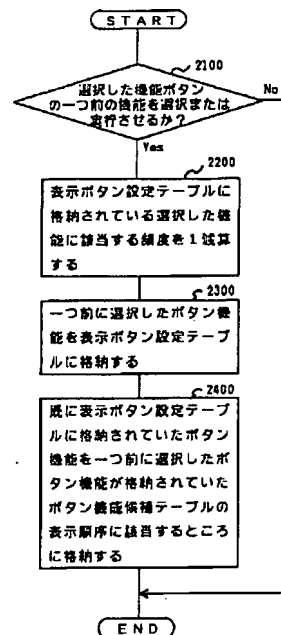 START
2100
選択した機能ボタン
の一つ前の機能を選択または
実行させるか?
No
Yes
2200
表示ボタン設定テーブルに
格納されている選択した機
能に該当する頻度を1減算
する
2300
一つ前に選択したボタン機
能を表示ボタン設定テーブ
ルに格納する
2400
既に表示ボタン設定テーブ
ルに格納されていたボタン
機能を一つ前に選択したボ
タン機能が格納されていた
ボタン機能候補テーブルの
表示順序に該当するところ
に格納する
END